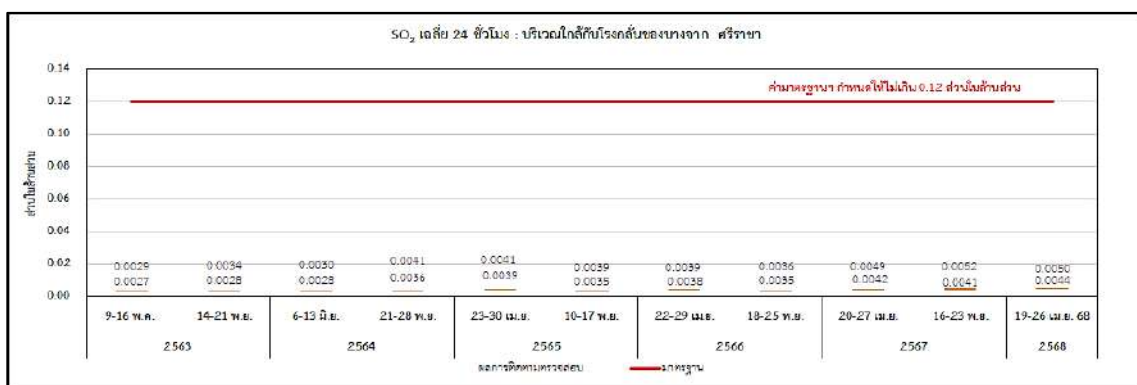 SO2 เฉลี่ย 24 ชั่วโมง : บริเวณใกล้กับโรงกลั่นของบางจาก ศรีราชา
ส่วนในล้านส่วน
0.14
0.12
0.10
0.08
0.06
0.04
0.02
0.00
ค่ามาตรฐานฯ กำหนดให้ไม่เกิน 0.12 ส่วนในล้านส่วน
0.0029 0.0034 0.0030 0.0041 0.0041 0.0039 0.0039 0.0036 0.0049 0.0052 0.0050
0.0027 0.0028 0.0028 0.0036 0.0039 0.0035 0.0038 0.0035 0.0042 0.0041 0.0044
9-16 พ.ค. 14-21 พ.ย. 6-13 มิ.ย. 21-28 พ.ย. 23-30 เม.ย. 10-17 พ.ย. 22-29 เม.ย. 18-25 พ.ย. 20-27 เม.ย. 16-23 พ.ย. 19-26 เม.ย. 68
2563 2564 2565 2566 2567 2568
ผลการติดตามตรวจสอบ มาตรฐาน